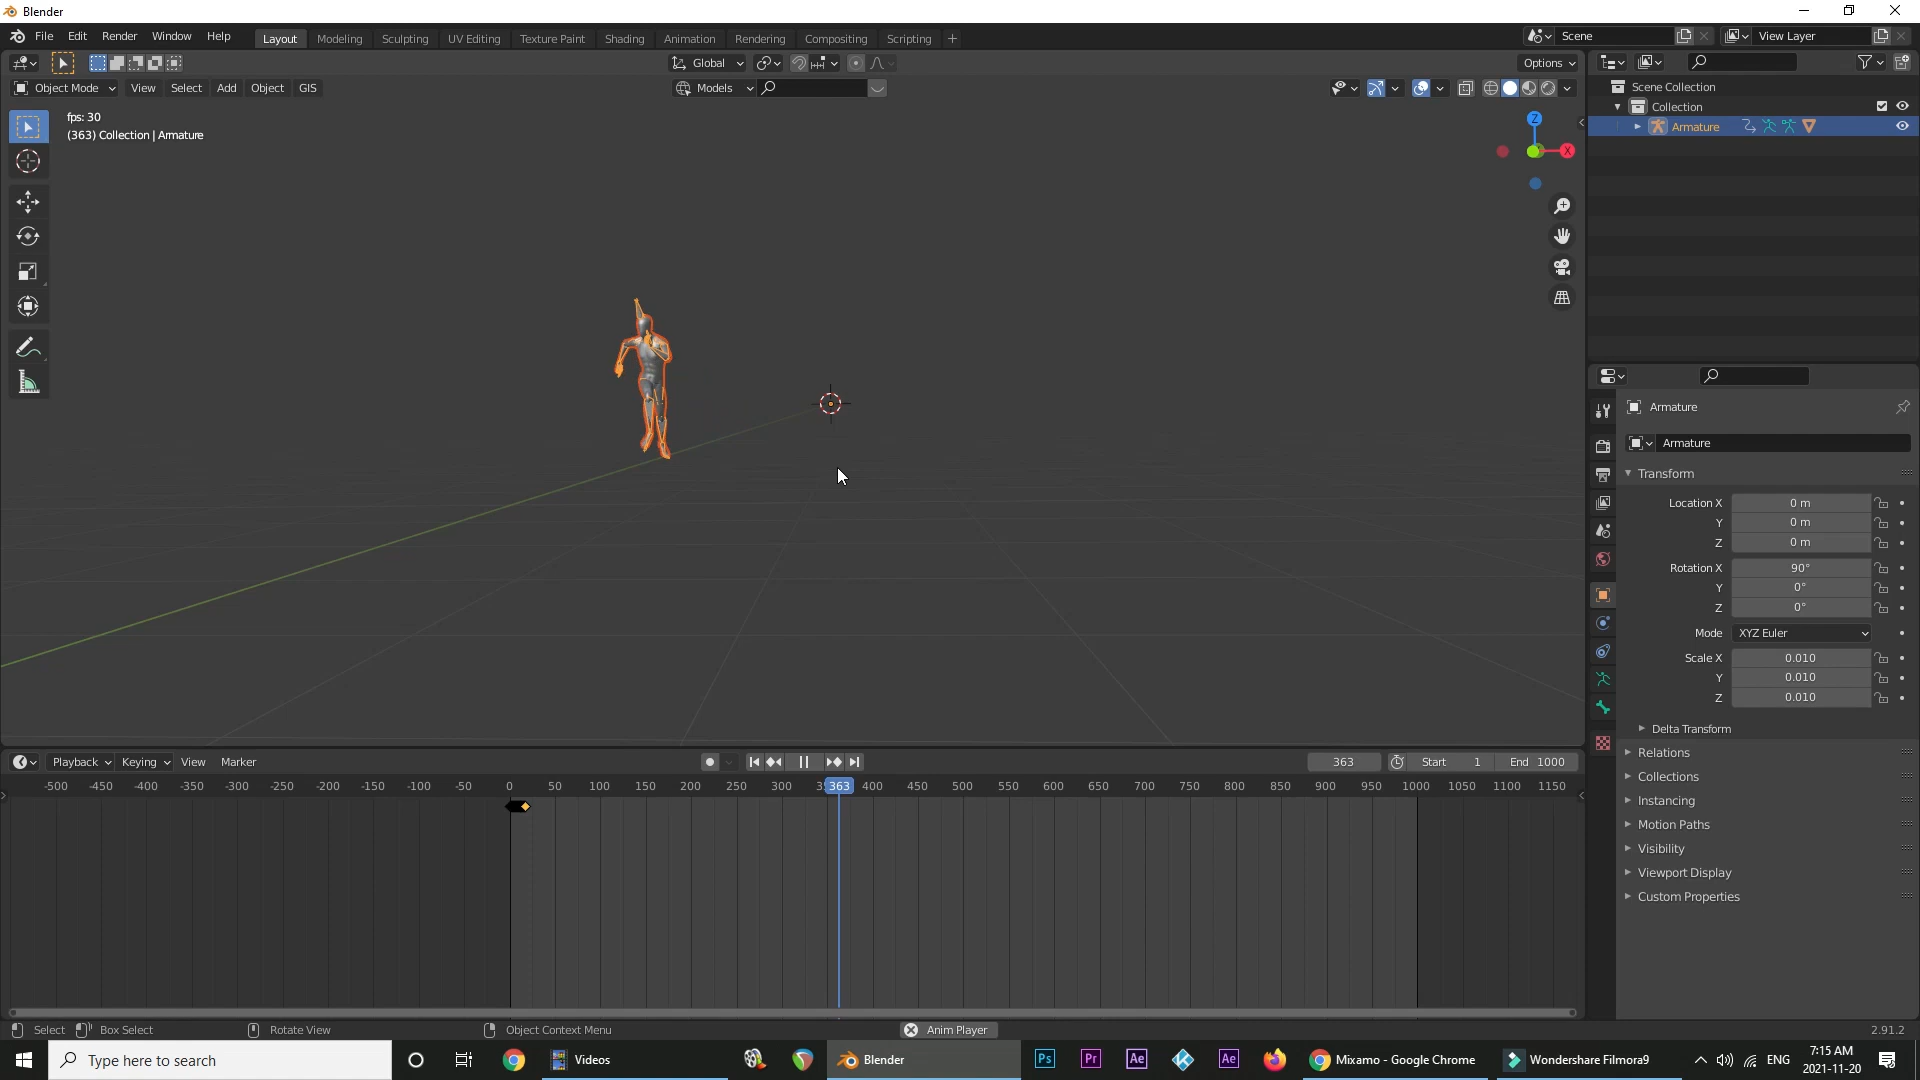 Blender
File Edit Render Window Help Layout Modeling Sculpting UV Editing Texture Paint Shading Animation Rendering Compositing Scripting + Scene View Layer
Global Options
Object Mode View Select Add Object GIS Models
Scene Collection
Collection
Armature
fps: 30
(363) Collection | Armature
Z
X
Armature
Armature
Transform
Location X 0 m
Y 0 m
Z 0 m
Rotation X 90°
Y 0°
Z 0°
Mode XYZ Euler
Scale X 0.010
Y 0.010
Z 0.010
Delta Transform
Relations
Collections
Instancing
Motion Paths
Visibility
Viewport Display
Custom Properties
Playback Keying View Marker 363 Start 1 End 1000
-500 -450 -400 -350 -300 -250 -200 -150 -100 -50 0 50 100 150 200 250 300 363 400 450 500 550 600 650 700 750 800 850 900 950 1000 1050 1100 1150
Select Box Select Rotate View Object Context Menu Anim Player 2.91.2
Type here to search Videos Blender Ps Pr Ae Ae Mixamo - Google Chrome Wondershare Filmora9 ENG 7:15 AM
2021-11-20